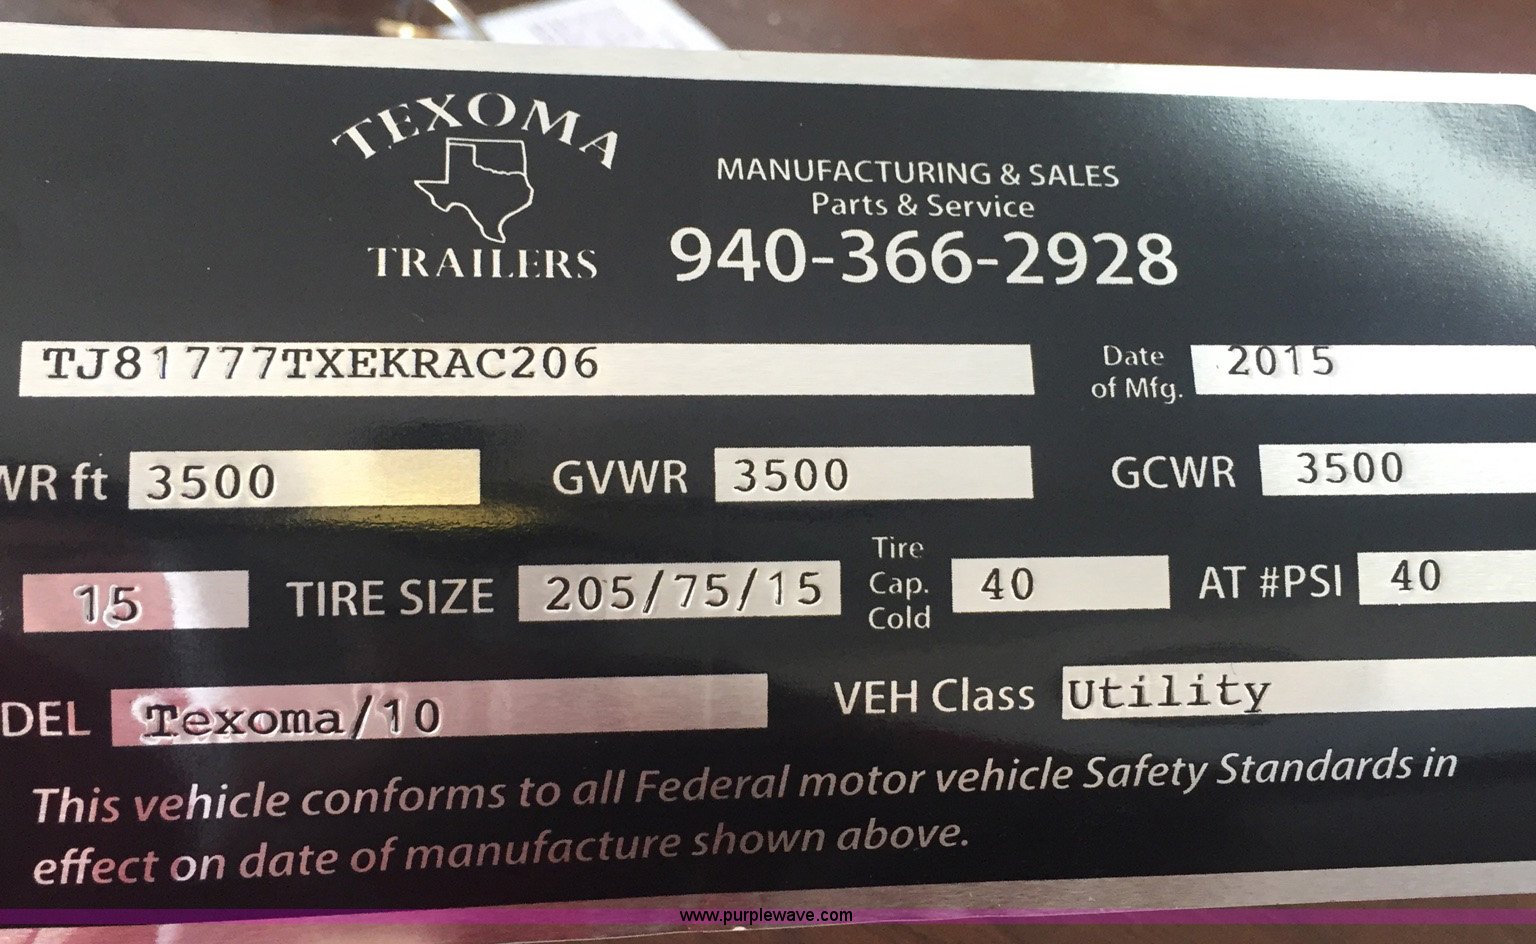 TEXOMA
TRAILERS
MANUFACTURING & SALES
Parts & Service
940-366-2928
TJ81777TXEKRAC206
Date of Mfg. 2015
WR ft 3500 GVWR 3500 GCWR 3500
15 TIRE SIZE 205/75/15 Tire Cap. Cold 40 AT #PSI 40
DEL Texoma/10 VEH Class Utility
This vehicle conforms to all Federal motor vehicle Safety Standards in
effect on date of manufacture shown above.
www.purplewave.com